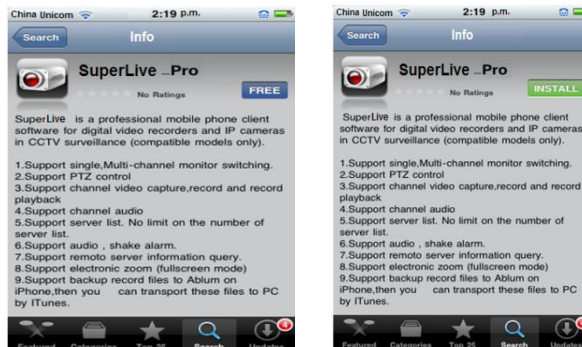 China Unicom 2:19 p.m.
Search Info
SuperLive _Pro
No Ratings
FREE
SuperLive is a professional mobile phone client
software for digital video recorders and IP cameras
in CCTV surveillance (compatible models only).
1.Support single,Multi-channel monitor switching.
2.Support PTZ control
3.Support channel video capture,record and record
playback
4.Support channel audio
5.Support server list. No limit on the number of
server list.
6.Support audio , shake alarm.
7.Support remoto server information query.
8.Support electronic zoom (fullscreen mode)
9.Support backup record files to Ablum on
iPhone,then you can transport these files to PC
by ITunes.
Featured Categories Top 25 Search Updates
4
China Unicom 2:19 p.m.
Search Info
SuperLive _Pro
No Ratings
INSTALL
SuperLive is a professional mobile phone client
software for digital video recorders and IP cameras
in CCTV surveillance (compatible models only).
1.Support single,Multi-channel monitor switching.
2.Support PTZ control
3.Support channel video capture,record and record
playback
4.Support channel audio
5.Support server list. No limit on the number of
server list.
6.Support audio , shake alarm.
7.Support remoto server information query.
8.Support electronic zoom (fullscreen mode)
9.Support backup record files to Ablum on
iPhone,then you can transport these files to PC
by ITunes.
Featured Categories Top 25 Search Updates